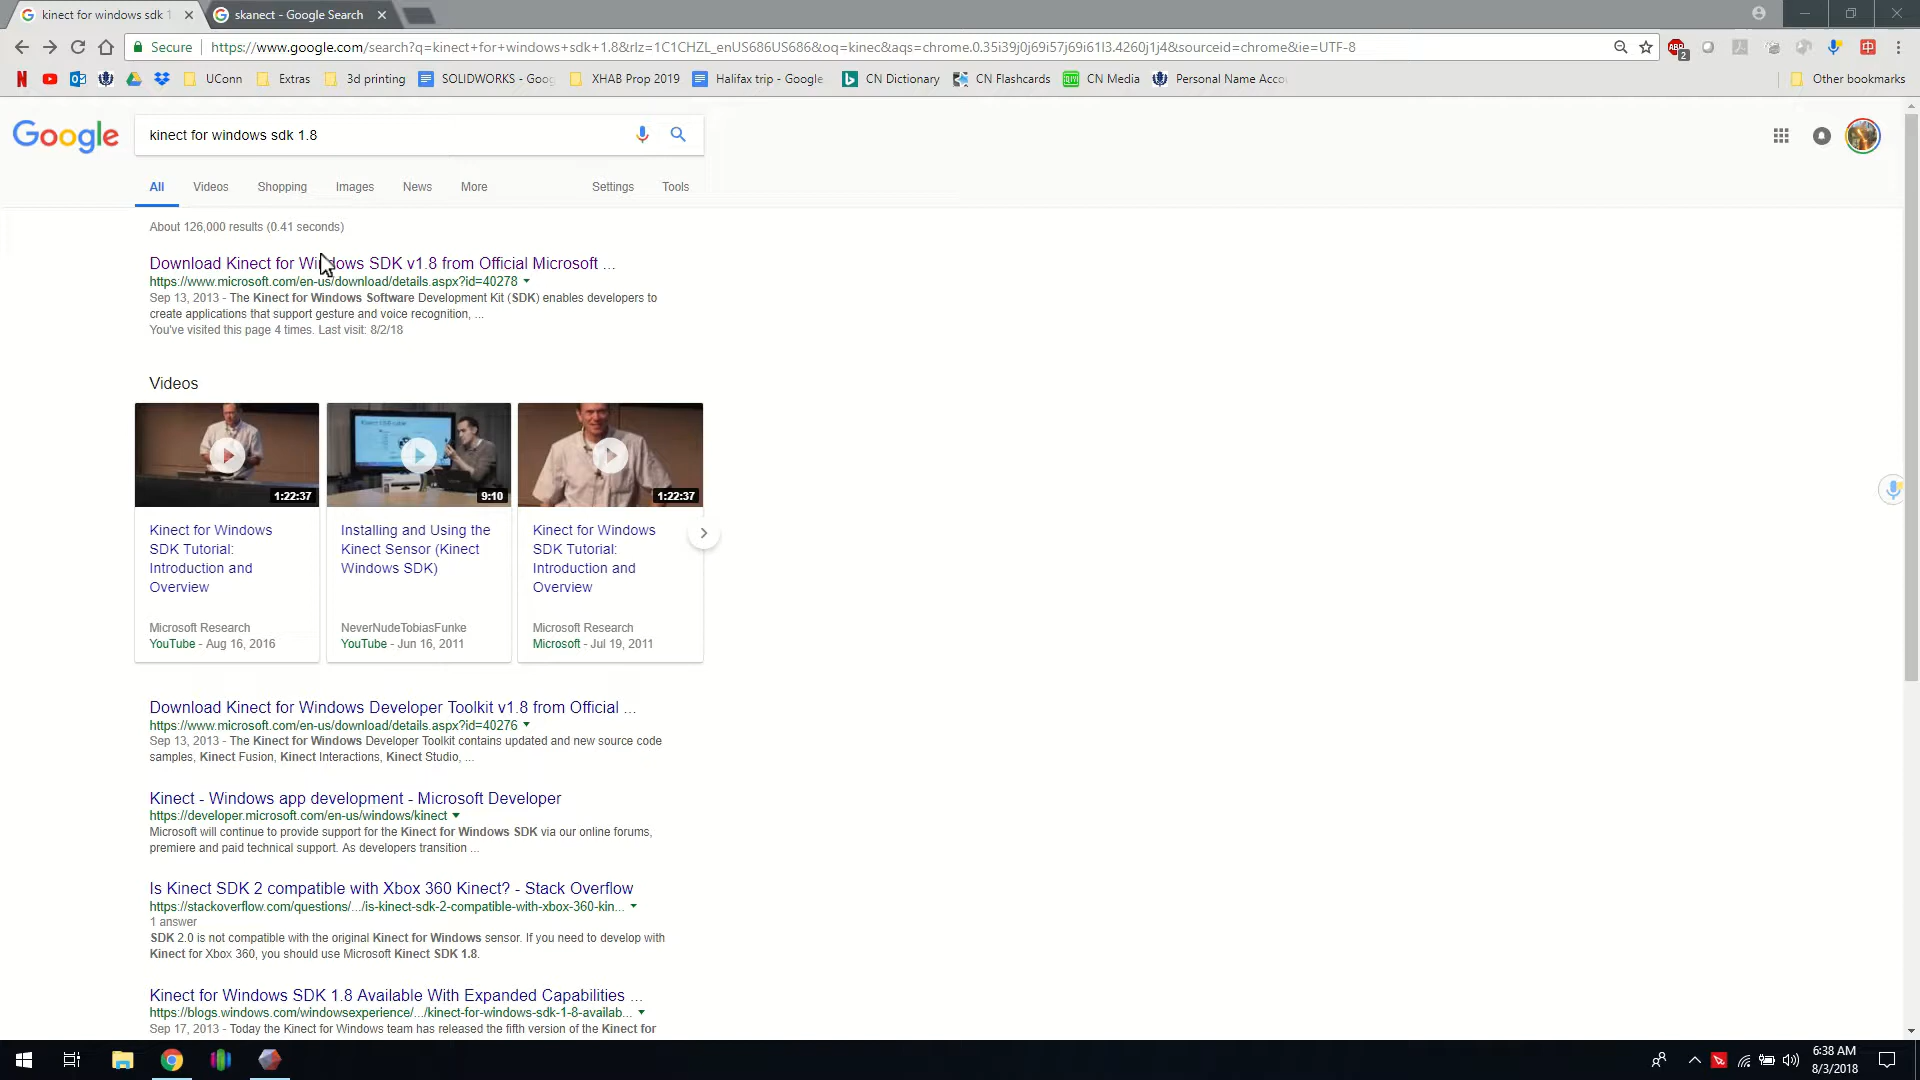 kinect for windows sdk 1
skanect - Google Search
Secure
https://www.google.com/search?q=kinect+for+windows+sdk+1.8&rlz=1C1CHZL_enUS686US686&oq=kinec&aqs=chrome.0.35i39j0j69i57j69i61l3.4260j1j4&sourceid=chrome&ie=UTF-8
ABP
2
UConn
Extras
3d printing
SOLIDWORKS - Goog
XHAB Prop 2019
Halifax trip - Google
CN Dictionary
CN Flashcards
CN Media
Personal Name Acco
Other bookmarks
Google
kinect for windows sdk 1.8
All
Videos
Shopping
Images
News
More
Settings
Tools
About 126,000 results (0.41 seconds)
Download Kinect for Windows SDK v1.8 from Official Microsoft ...
https://www.microsoft.com/en-us/download/details.aspx?id=40278
Sep 13, 2013 - The Kinect for Windows Software Development Kit (SDK) enables developers to
create applications that support gesture and voice recognition, ...
You've visited this page 4 times. Last visit: 8/2/18
Videos
1:22:37
9:10
1:22:37
Kinect for Windows
SDK Tutorial:
Introduction and
Overview
Microsoft Research
YouTube - Aug 16, 2016
Installing and Using the
Kinect Sensor (Kinect
Windows SDK)
NeverNudeTobiasFunke
YouTube - Jun 16, 2011
Kinect for Windows
SDK Tutorial:
Introduction and
Overview
Microsoft Research
Microsoft - Jul 19, 2011
Download Kinect for Windows Developer Toolkit v1.8 from Official ...
https://www.microsoft.com/en-us/download/details.aspx?id=40276
Sep 13, 2013 - The Kinect for Windows Developer Toolkit contains updated and new source code
samples, Kinect Fusion, Kinect Interactions, Kinect Studio, ...
Kinect - Windows app development - Microsoft Developer
https://developer.microsoft.com/en-us/windows/kinect
Microsoft will continue to provide support for the Kinect for Windows SDK via our online forums,
premiere and paid technical support. As developers transition ...
Is Kinect SDK 2 compatible with Xbox 360 Kinect? - Stack Overflow
https://stackoverflow.com/questions/.../is-kinect-sdk-2-compatible-with-xbox-360-kin...
1 answer
SDK 2.0 is not compatible with the original Kinect for Windows sensor. If you need to develop with
Kinect for Xbox 360, you should use Microsoft Kinect SDK 1.8.
Kinect for Windows SDK 1.8 Available With Expanded Capabilities ...
https://blogs.windows.com/windowsexperience/.../kinect-for-windows-sdk-1-8-availab...
Sep 17, 2013 - Today the Kinect for Windows team has released the fifth version of the Kinect for
6:38 AM
8/3/2018